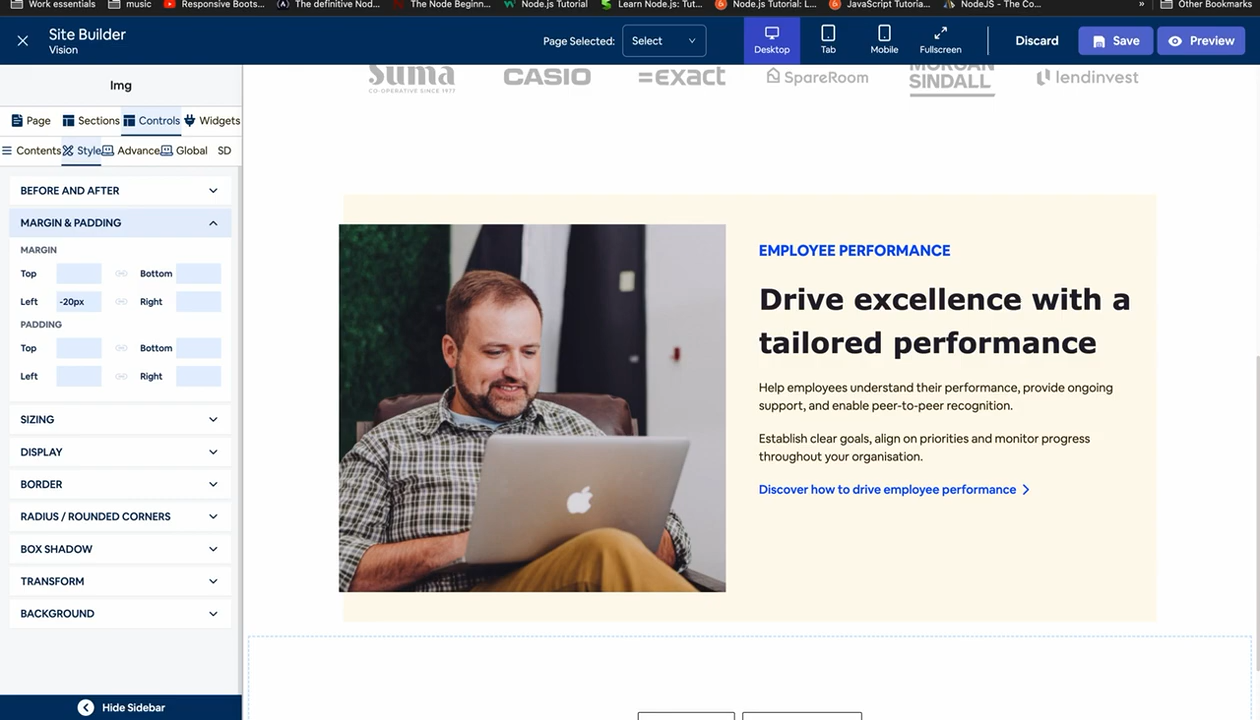 Work essentials music Responsive Boots... The definitive Nod... The Node Beginn... Node.js Tutorial Learn Node.js: Tut... Node.js Tutorial: L... JavaScript Tutoria... NodeJS - The Co... » Other Bookmarks
Site Builder
Vision
Page Selected: Select
Desktop Tab Mobile Fullscreen
Discard Save Preview
Img
Page Sections Controls Widgets
Contents Style Advance Global SD
BEFORE AND AFTER
MARGIN & PADDING
MARGIN
Top Bottom
Left -20px Right
PADDING
Top Bottom
Left Right
SIZING
DISPLAY
BORDER
RADIUS / ROUNDED CORNERS
BOX SHADOW
TRANSFORM
BACKGROUND
Hide Sidebar
suma
CO-OPERATIVE SINCE 1977
CASIO
=exact
SpareRoom
MORGAN
SINDALL
lendinvest
EMPLOYEE PERFORMANCE
Drive excellence with a
tailored performance
Help employees understand their performance, provide ongoing
support, and enable peer-to-peer recognition.
Establish clear goals, align on priorities and monitor progress
throughout your organisation.
Discover how to drive employee performance